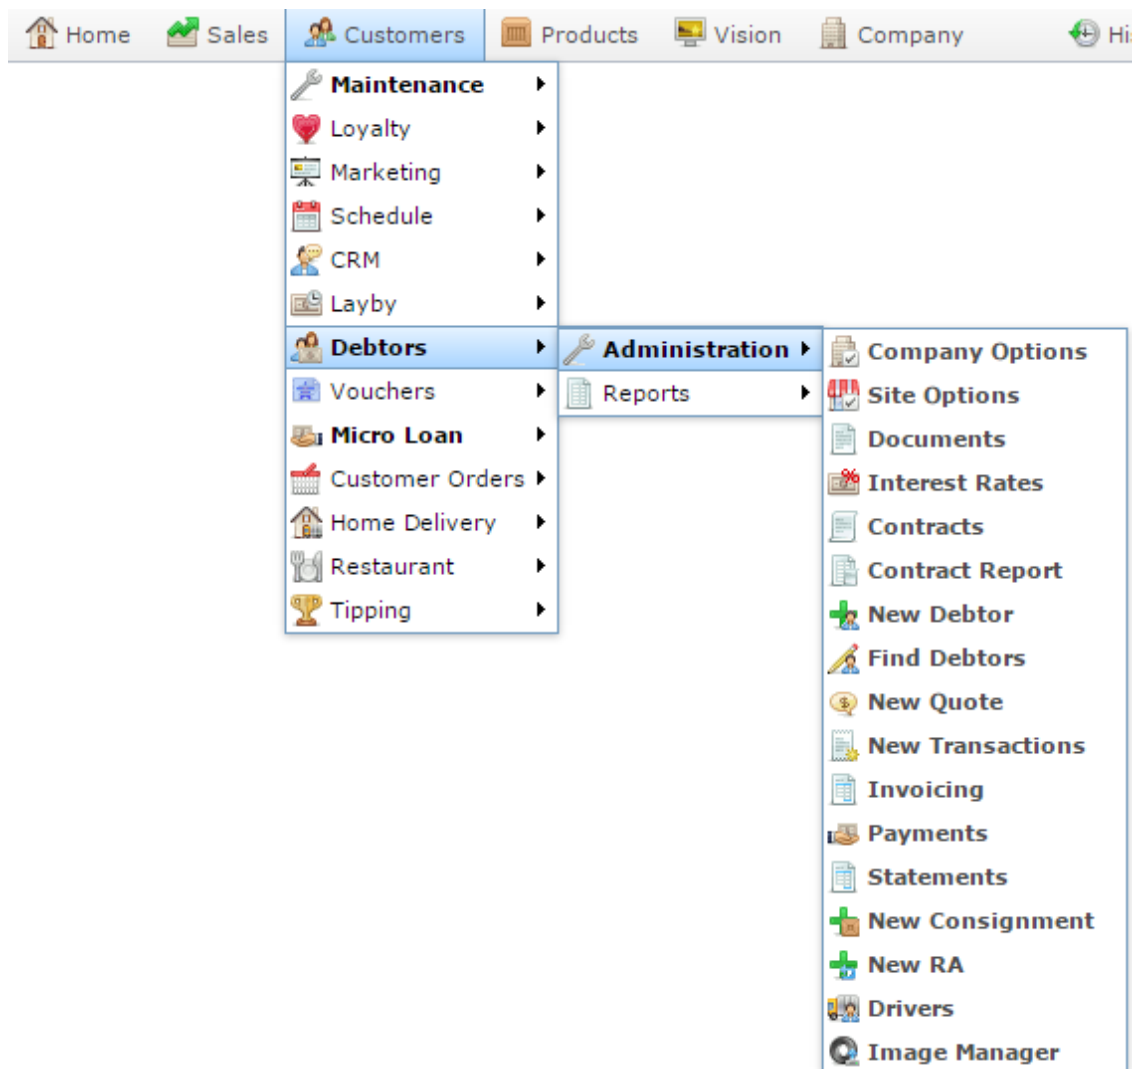 Home Sales Customers Products Vision Company
Maintenance
Loyalty
Marketing
Schedule
CRM
Layby
Debtors
Vouchers
Micro Loan
Customer Orders
Home Delivery
Restaurant
Tipping
Administration
Reports
Company Options
Site Options
Documents
Interest Rates
Contracts
Contract Report
New Debtor
Find Debtors
New Quote
New Transactions
Invoicing
Payments
Statements
New Consignment
New RA
Drivers
Image Manager